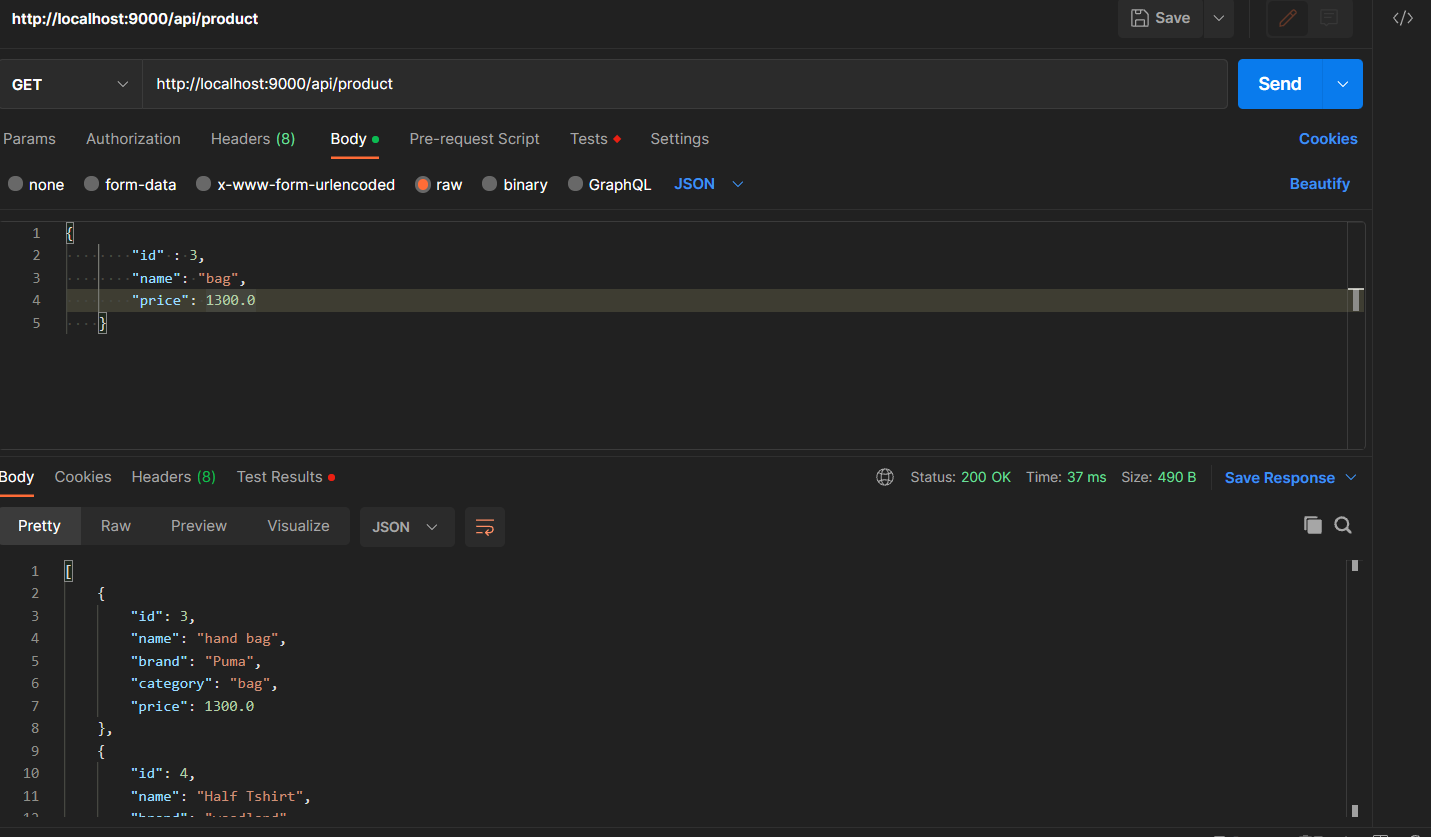 http://localhost:9000/api/product
Save
GET
http://localhost:9000/api/product
Send
Params Authorization Headers (8) Body Pre-request Script Tests Settings Cookies
none form-data x-www-form-urlencoded raw binary GraphQL JSON Beautify
1 {
2 "id" : 3,
3 "name": "bag",
4 "price": 1300.0
5 }
Body Cookies Headers (8) Test Results Status: 200 OK Time: 37 ms Size: 490 B Save Response
Pretty Raw Preview Visualize JSON
1 [
2 {
3 "id": 3,
4 "name": "hand bag",
5 "brand": "Puma",
6 "category": "bag",
7 "price": 1300.0
8 },
9 {
10 "id": 4,
11 "name": "Half Tshirt",
12 "brand": "woodland"